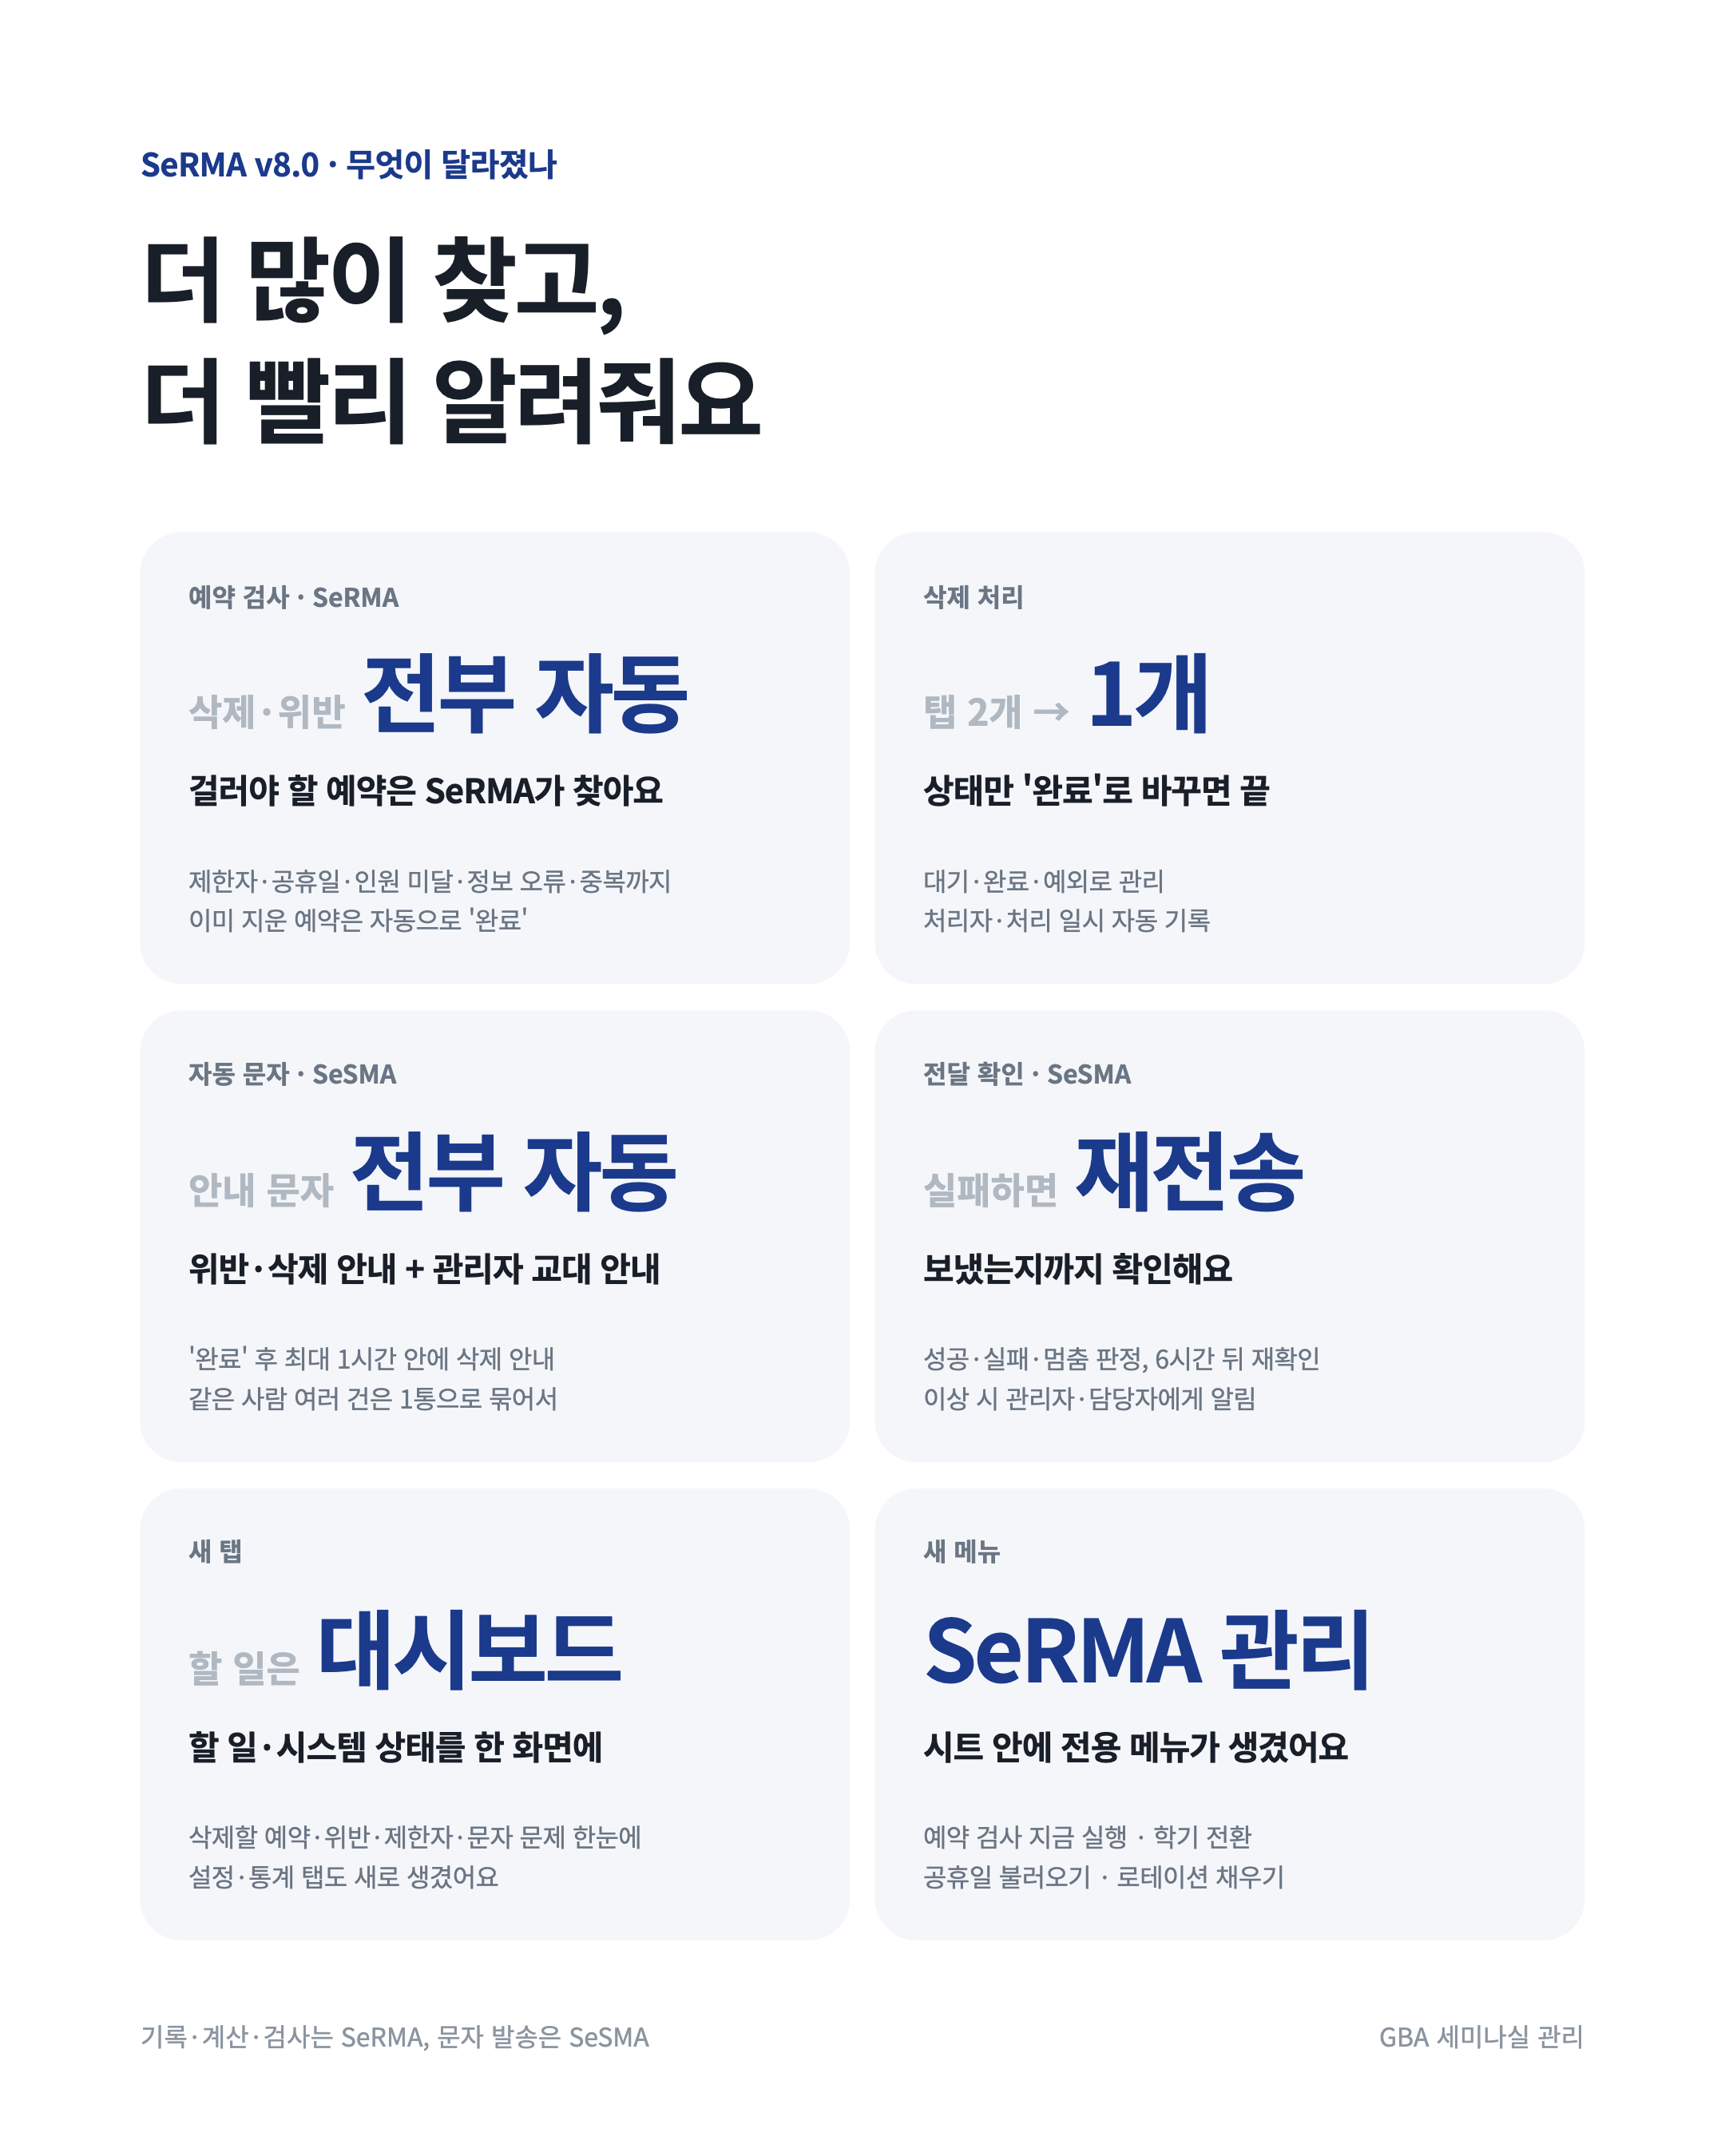 SeRMA v8.0 · 무엇이 달라졌나
더 많이 찾고,
더 빨리 알려줘요
예약 검사 · SeRMA
삭제·위반 전부 자동
걸러야 할 예약은 SeRMA가 찾아요
제한자·공휴일·인원 미달·정보 오류·중복까지
이미 지운 예약은 자동으로 '완료'
삭제 처리
탭 2개 → 1개
상태만 '완료'로 바꾸면 끝
대기·완료·예외로 관리
처리자·처리 일시 자동 기록
자동 문자 · SeSMA
안내 문자 전부 자동
위반·삭제 안내 + 관리자 교대 안내
'완료' 후 최대 1시간 안에 삭제 안내
같은 사람 여러 건은 1통으로 묶어서
전달 확인 · SeSMA
실패하면 재전송
보냈는지까지 확인해요
성공·실패·멈춤 판정, 6시간 뒤 재확인
이상 시 관리자·담당자에게 알림
새 탭
할 일은 대시보드
할 일·시스템 상태를 한 화면에
삭제할 예약·위반·제한자·문자 문제 한눈에
설정·통계 탭도 새로 생겼어요
새 메뉴
SeRMA 관리
시트 안에 전용 메뉴가 생겼어요
예약 검사 지금 실행 · 학기 전환
공휴일 불러오기 · 로테이션 채우기
기록·계산·검사는 SeRMA, 문자 발송은 SeSMA
GBA 세미나실 관리